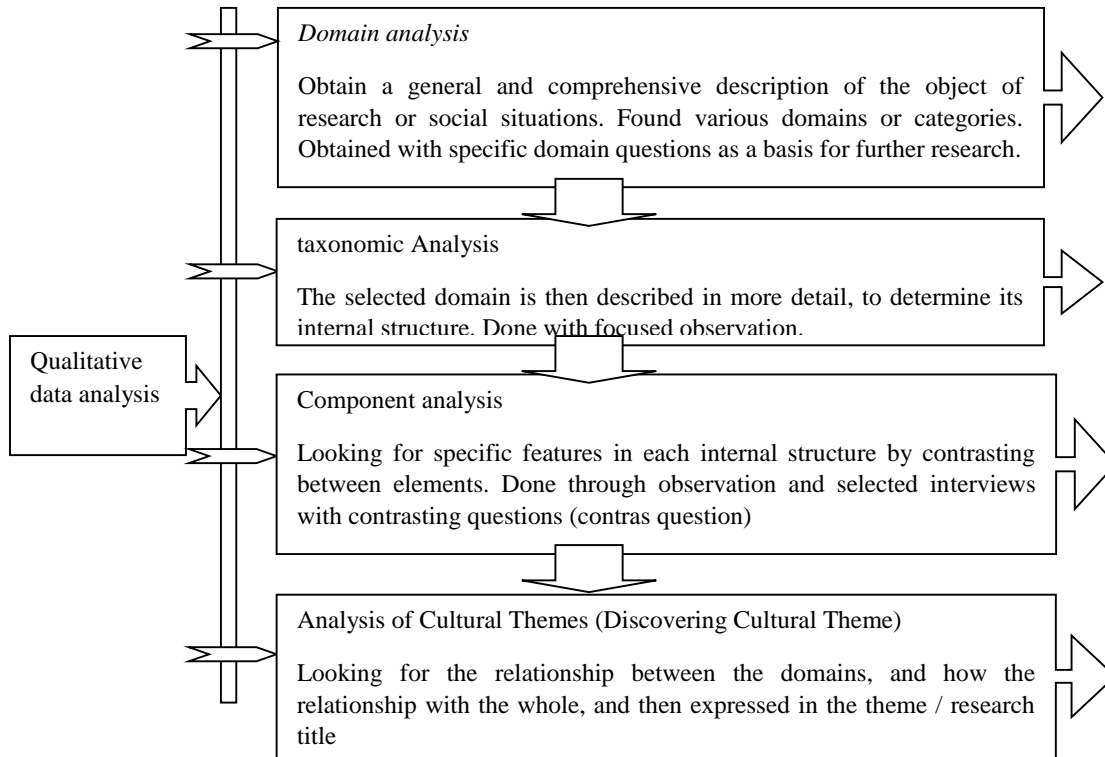 Domain analysis
Obtain a general and comprehensive description of the object of
research or social situations. Found various domains or categories.
Obtained with specific domain questions as a basis for further research.
taxonomic Analysis
The selected domain is then described in more detail, to determine its
internal structure. Done with focused observation.
Qualitative
data analysis
Component analysis
Looking for specific features in each internal structure by contrasting
between elements. Done through observation and selected interviews
with contrasting questions (contras question)
Analysis of Cultural Themes (Discovering Cultural Theme)
Looking for the relationship between the domains, and how the
relationship with the whole, and then expressed in the theme / research
title